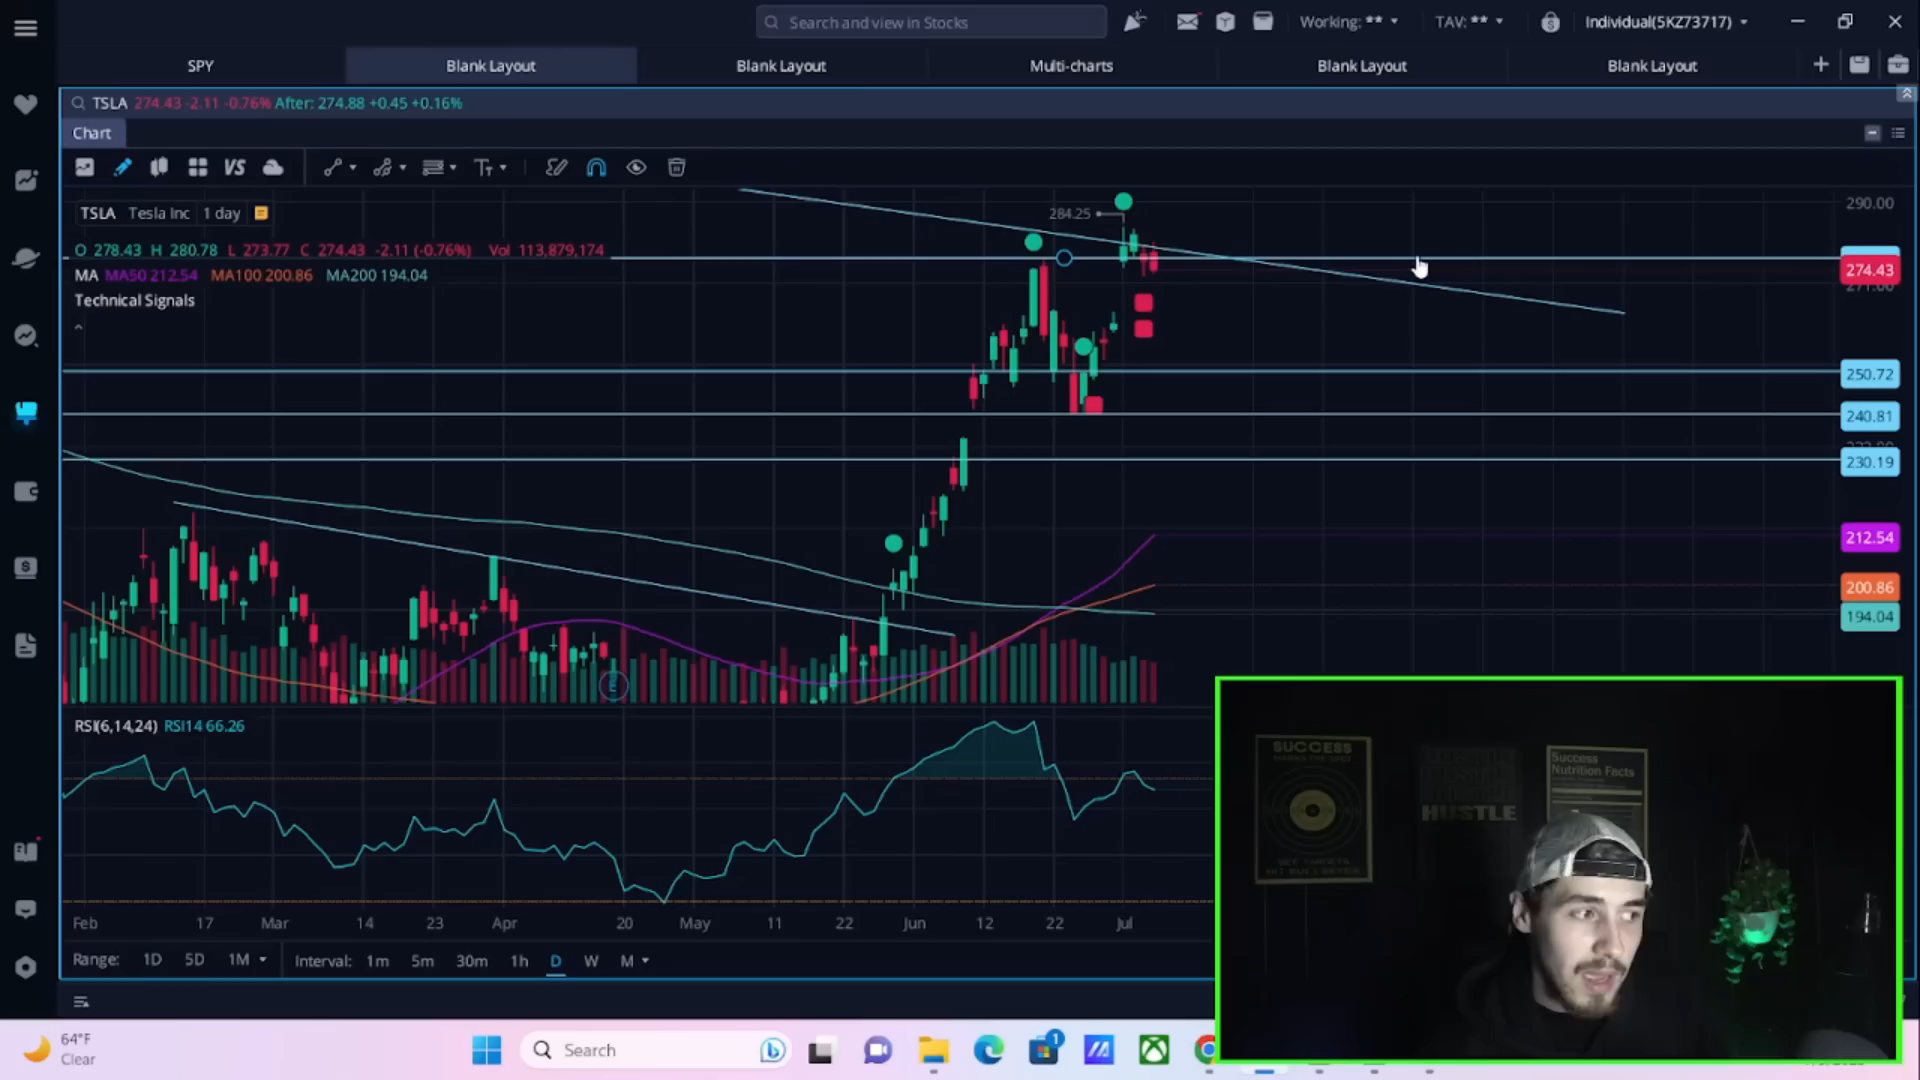 Search and view in Stocks
Working: ** TAV: ** Individual(5KZ73717)
SPY Blank Layout Blank Layout Multi-charts Blank Layout Blank Layout
TSLA 274.43 -2.11 -0.76% After: 274.88 +0.45 +0.16%
Chart
VS
TSLA Tesla Inc 1 day
284.25
290.00
O 278.43 H 280.78 L 273.77 C 274.43 -2.11 (-0.76%) Vol 113,879,174
MA MA50 212.54 MA100 200.86 MA200 194.04
274.43
271.00
Technical Signals
250.72
240.81
230.19
212.54
200.86
194.04
E
RSI(6,14,24) RSI14 66.26
Feb 17 Mar 14 23 Apr 20 May 11 22 Jun 12 22 Jul
Range: 1D 5D 1M Interval: 1m 5m 30m 1h D W M
SUCCESS
HUSTLE
Success
Nutrition Facts
64°F
Clear
Search
1